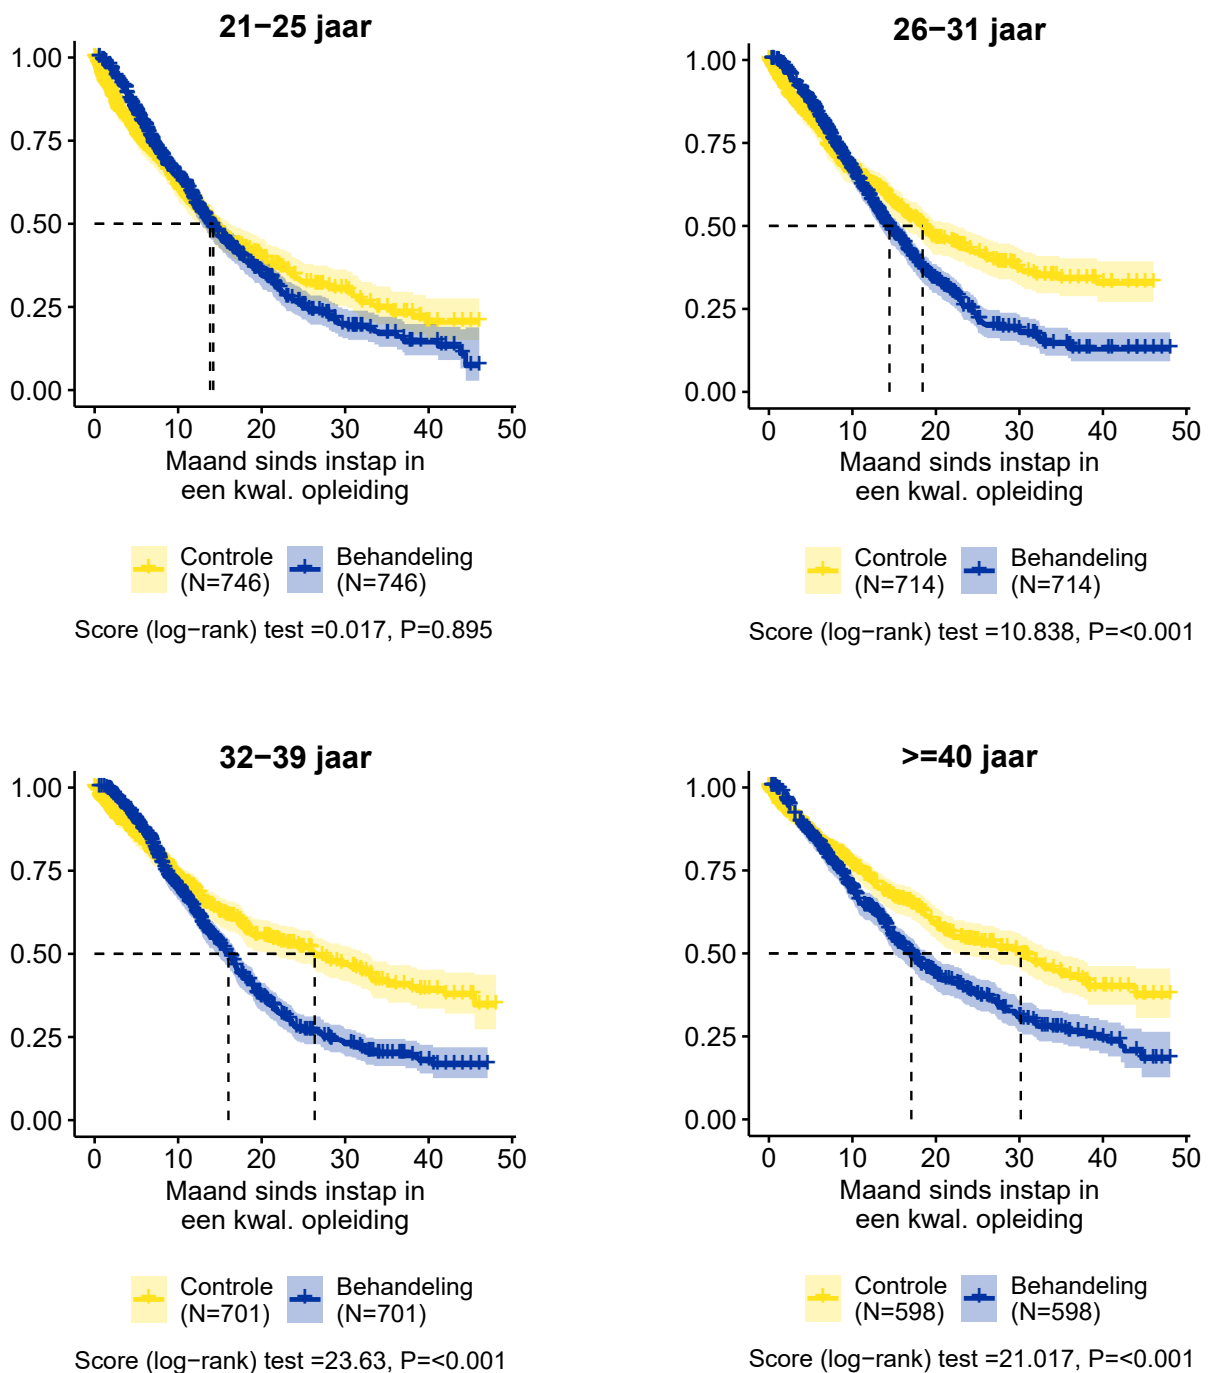 21−25 jaar
1.00
0.75
0.50
0.25
0.00
0 10 20 30 40 50
Maand sinds instap in
een kwal. opleiding
Controle
(N=746)
Behandeling
(N=746)
Score (log−rank) test =0.017, P=0.895
26−31 jaar
1.00
0.75
0.50
0.25
0.00
0 10 20 30 40 50
Maand sinds instap in
een kwal. opleiding
Controle
(N=714)
Behandeling
(N=714)
Score (log−rank) test =10.838, P=<0.001
32−39 jaar
1.00
0.75
0.50
0.25
0.00
0 10 20 30 40 50
Maand sinds instap in
een kwal. opleiding
Controle
(N=701)
Behandeling
(N=701)
Score (log−rank) test =23.63, P=<0.001
>=40 jaar
1.00
0.75
0.50
0.25
0.00
0 10 20 30 40 50
Maand sinds instap in
een kwal. opleiding
Controle
(N=598)
Behandeling
(N=598)
Score (log−rank) test =21.017, P=<0.001